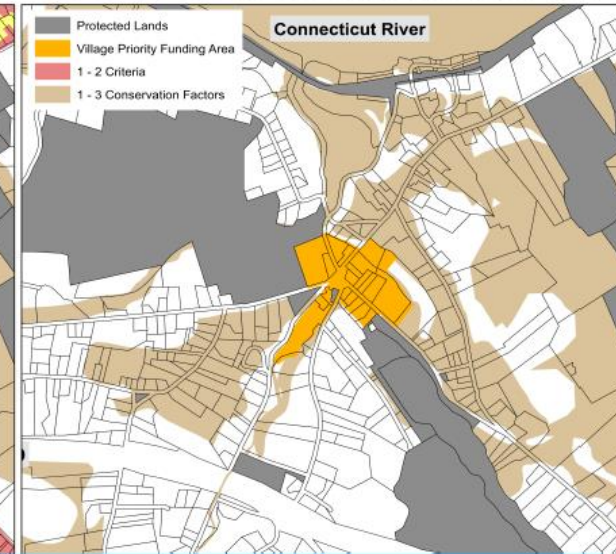 Protected Lands
Connecticut River
Village Priority Funding Area
1 - 2 Criteria
1 - 3 Conservation Factors